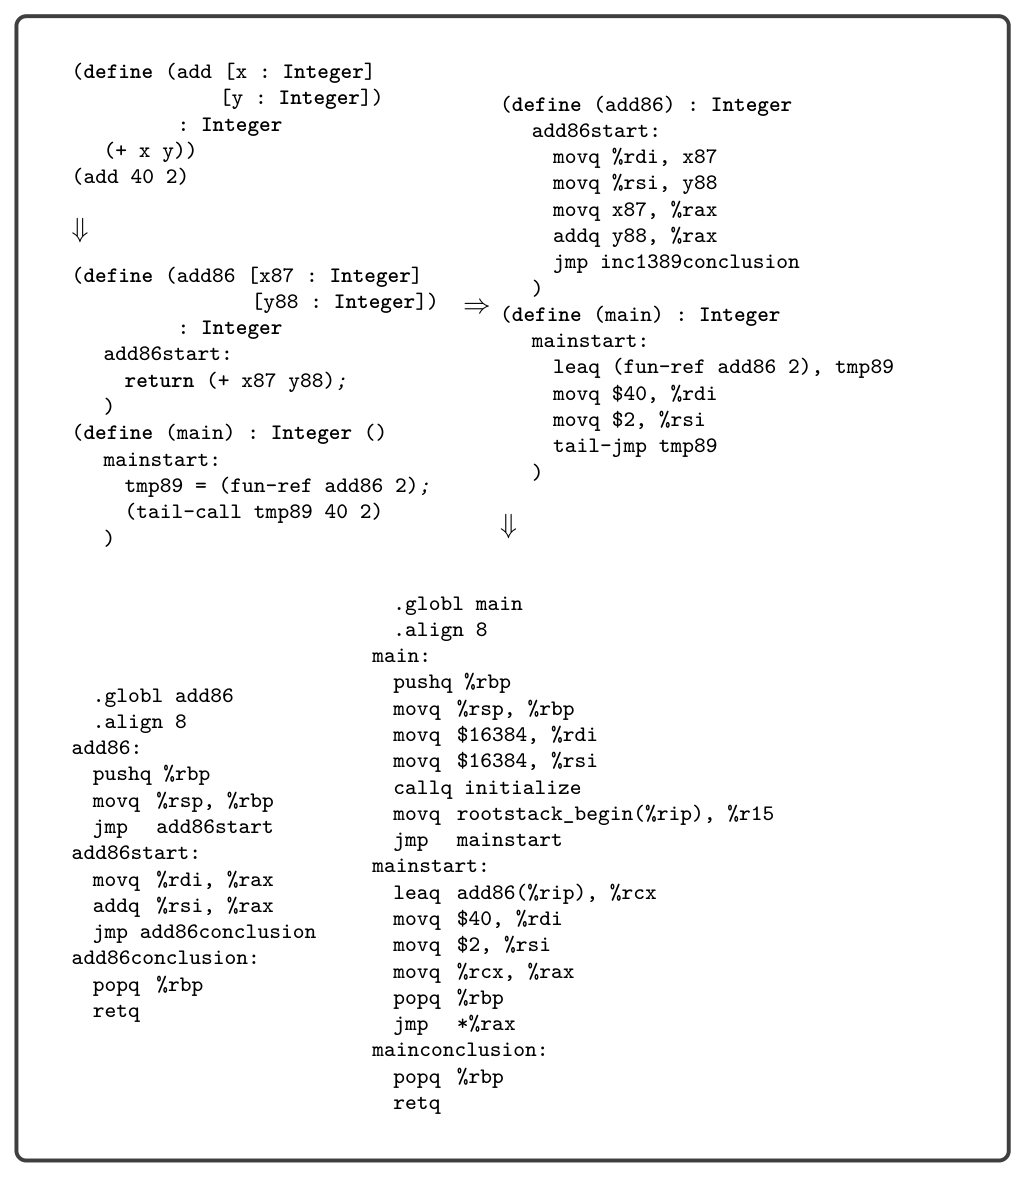 (define (add [x : Integer]
             [y : Integer])
         : Integer
   (+ x y))
(add 40 2)
⇓
(define (add86 [x87 : Integer]
               [y88 : Integer])
         : Integer
   add86start:
     return (+ x87 y88);
   )
(define (main) : Integer ()
   mainstart:
     tmp89 = (fun-ref add86 2);
     (tail-call tmp89 40 2)
   )
⇒
(define (add86) : Integer
   add86start:
     movq %rdi, x87
     movq %rsi, y88
     movq x87, %rax
     addq y88, %rax
     jmp inc1389conclusion
   )
(define (main) : Integer
   mainstart:
     leaq (fun-ref add86 2), tmp89
     movq $40, %rdi
     movq $2, %rsi
     tail-jmp tmp89
   )
⇓
  .globl add86
  .align 8
add86:
  pushq %rbp
  movq %rsp, %rbp
  jmp add86start
add86start:
  movq %rdi, %rax
  addq %rsi, %rax
  jmp add86conclusion
add86conclusion:
  popq %rbp
  retq
  .globl main
  .align 8
main:
  pushq %rbp
  movq %rsp, %rbp
  movq $16384, %rdi
  movq $16384, %rsi
  callq initialize
  movq rootstack_begin(%rip), %r15
  jmp mainstart
mainstart:
  leaq add86(%rip), %rcx
  movq $40, %rdi
  movq $2, %rsi
  movq %rcx, %rax
  popq %rbp
  jmp *%rax
mainconclusion:
  popq %rbp
  retq